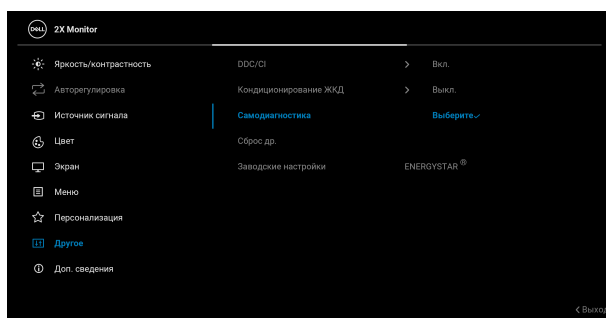 DELL 2X Monitor
Яркость/контрастность DDC/CI Вкл.
Авторегулировка Кондиционирование ЖКД Выкл.
Источник сигнала Самодиагностика Выберите
Цвет Сброс др.
Экран Заводские настройки ENERGYSTAR ®
Меню
Персонализация
Другое
Доп. сведения
Выход